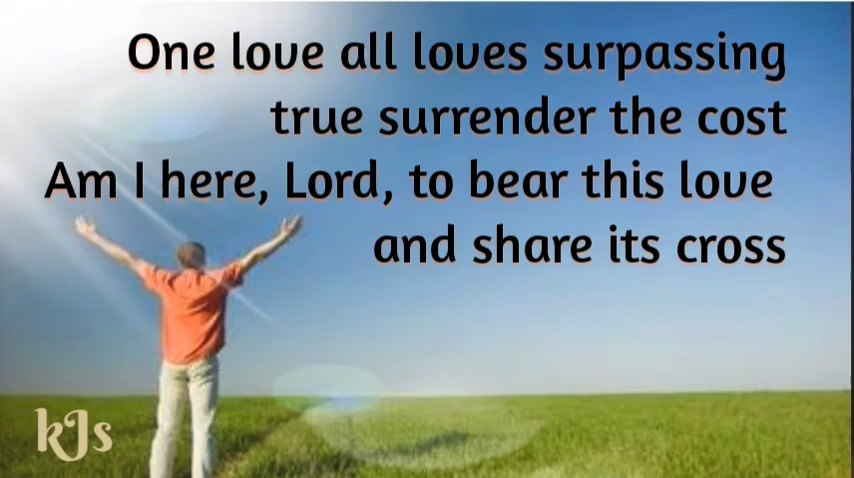 One love all loves surpassing
true surrender the cost
Am I here, Lord, to bear this love
and share its cross
kJs